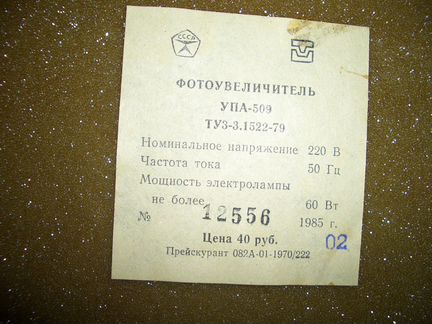 СССР
ФОТОУВЕЛИЧИТЕЛЬ
УПА-509
ТУ3-3.1522-79
Номинальное напряжение 220 В
Частота тока 50 Гц
Мощность электролампы
не более 60 Вт
№ 12556 1985 г.
Цена 40 руб. 02
Прейскурант 082А-01-1970/222